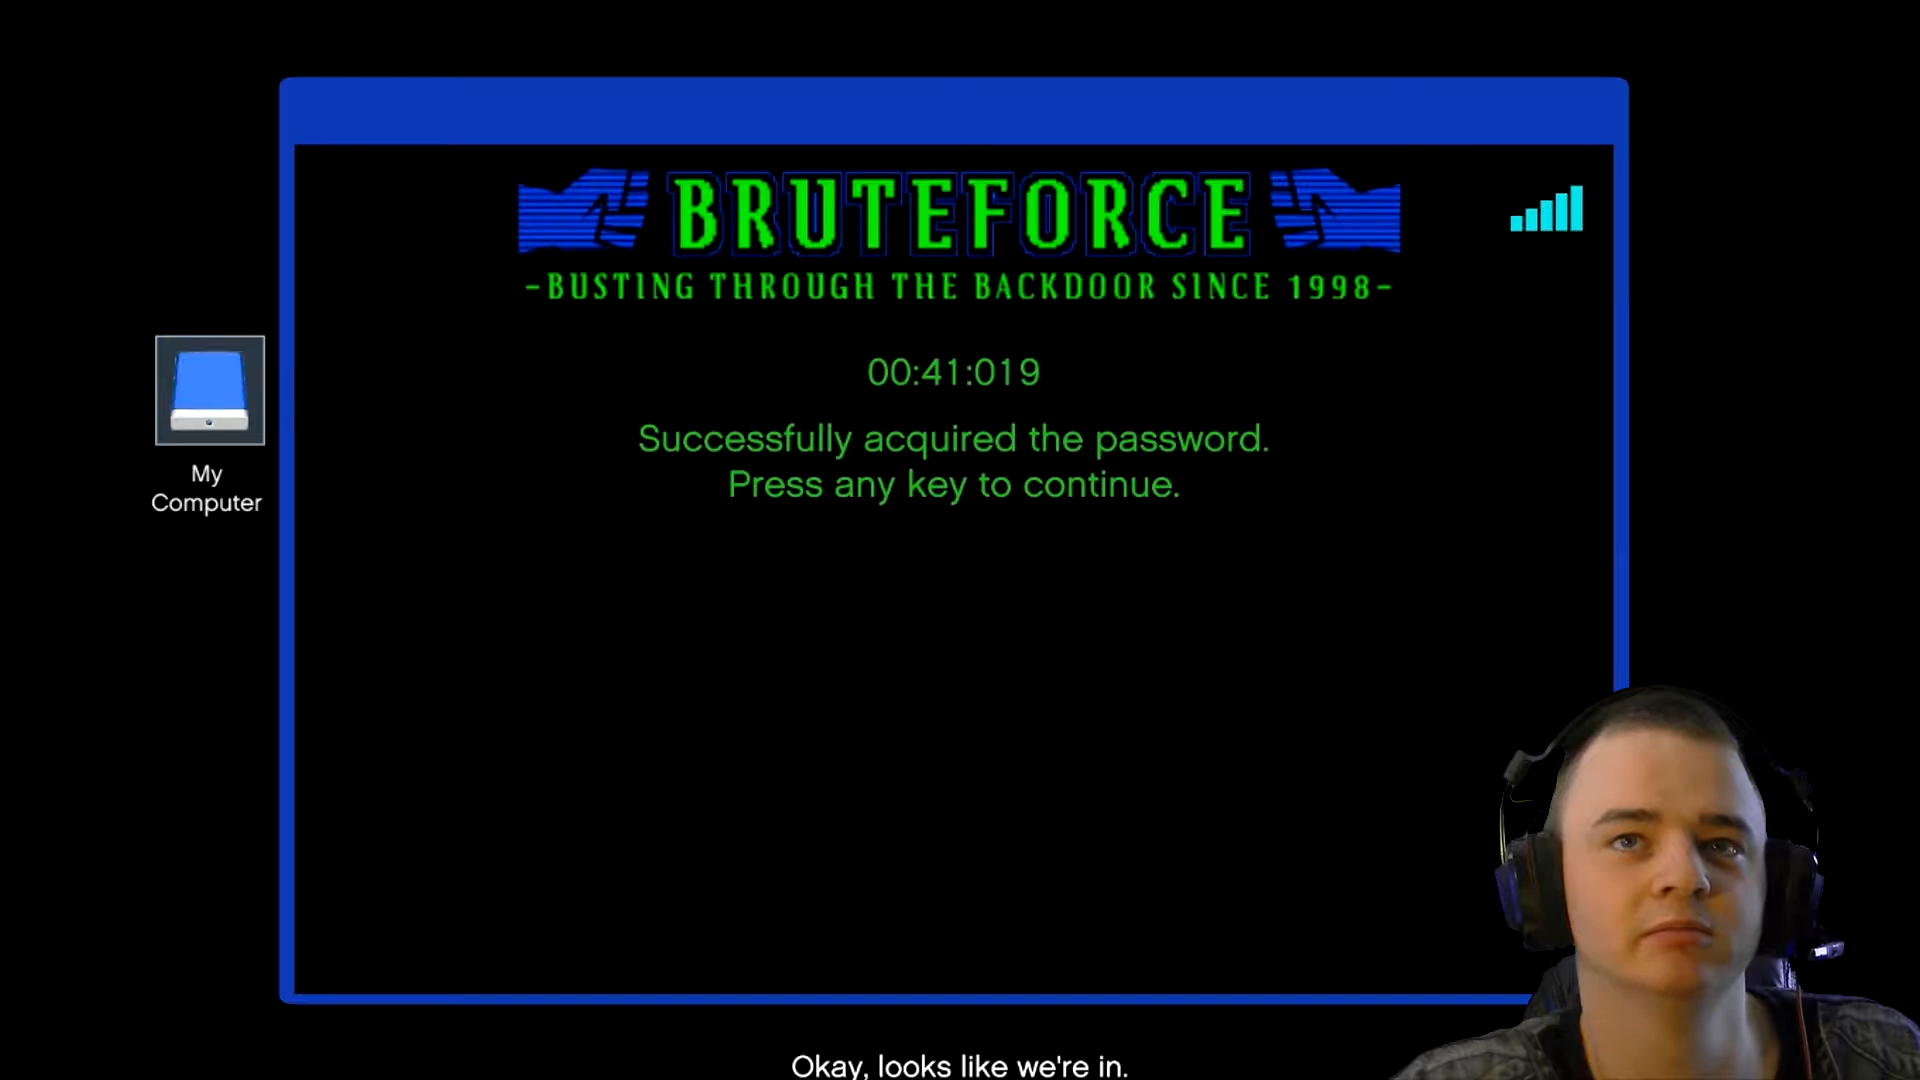 BRUTEFORCE
-BUSTING THROUGH THE BACKDOOR SINCE 1998-
00:41:019
Successfully acquired the password.
Press any key to continue.
My
Computer
Okay, looks like we're in.